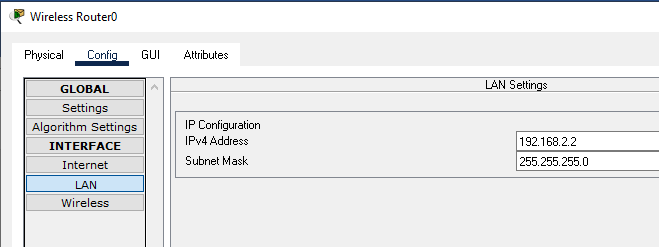 Wireless Router0
Physical Config GUI Attributes
GLOBAL
Settings
Algorithm Settings
INTERFACE
Internet
LAN
Wireless
LAN Settings
IP Configuration
IPv4 Address 192.168.2.2
Subnet Mask 255.255.255.0